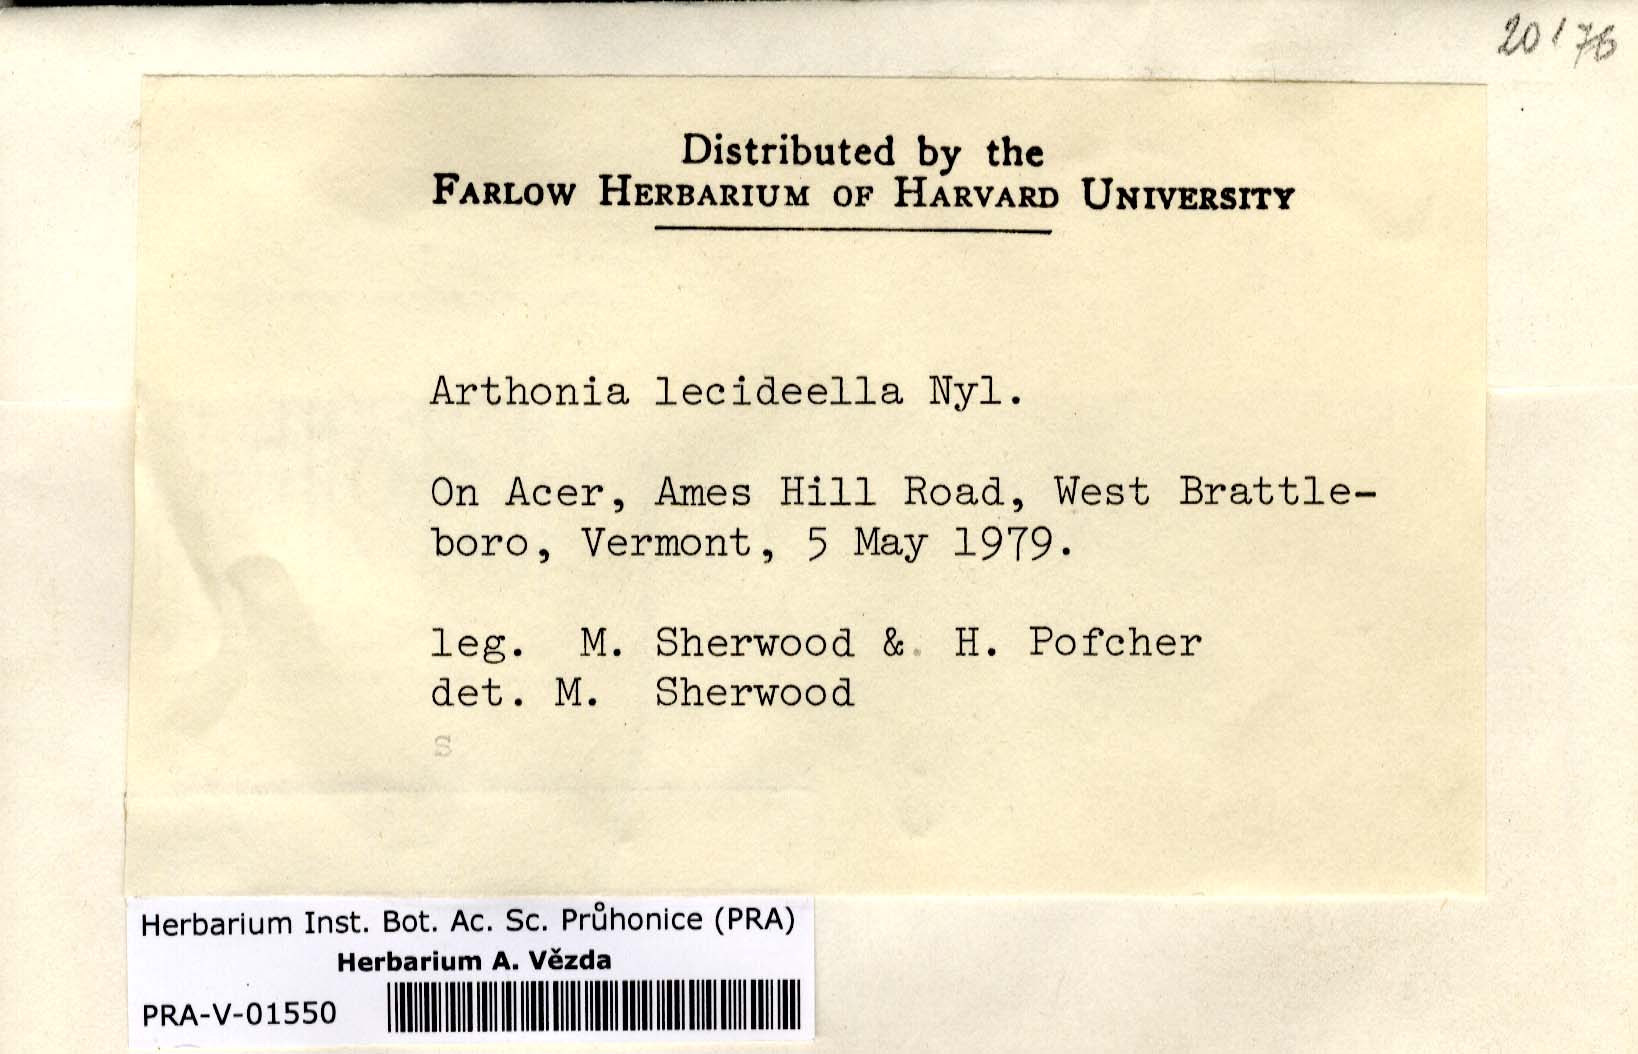 20176
Distributed by the
FARLOW HERBARIUM OF HARVARD UNIVERSITY
Arthonia lecideella Nyl.
On Acer, Ames Hill Road, West Brattle-
boro, Vermont, 5 May 1979.
leg. M. Sherwood & H. Pofcher
det. M. Sherwood
s
Herbarium Inst. Bot. Ac. Sc. Průhonice (PRA)
Herbarium A. Vězda
PRA-V-01550